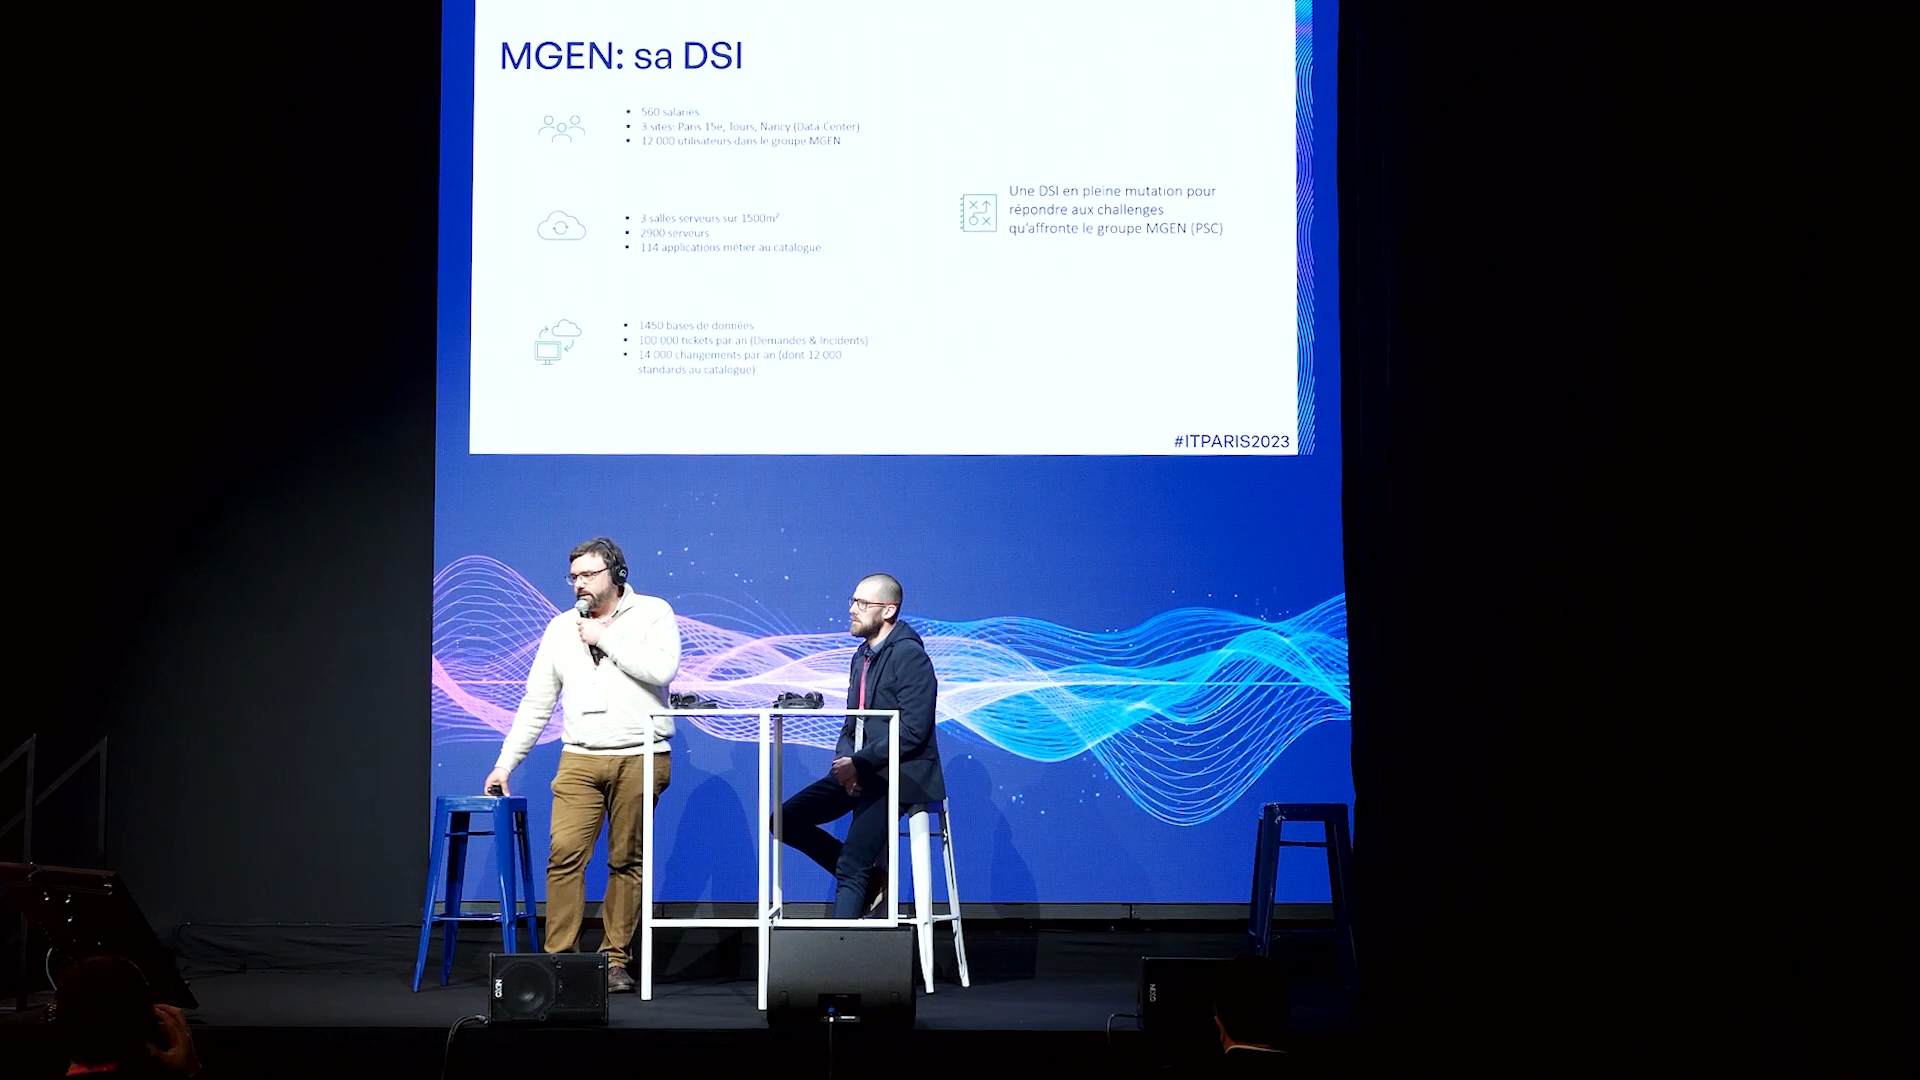 MGEN: sa DSI
▪ 560 salariés
▪ 3 sites: Paris 15e, Tours, Nancy (Data-Center)
▪ 12 000 utilisateurs dans le groupe MGEN
▪ 3 salles serveurs sur 1500m²
▪ 2900 serveurs
▪ 114 applications métier au catalogue
▪ 1450 bases de données
▪ 100 000 tickets par an (Demandes & Incidents)
▪ 14 000 changements par an (dont 12 000
standards au catalogue)
Une DSI en pleine mutation pour
répondre aux challenges
qu'affronte le groupe MGEN (PSC)
#ITPARIS2023
NEXO
NEXO